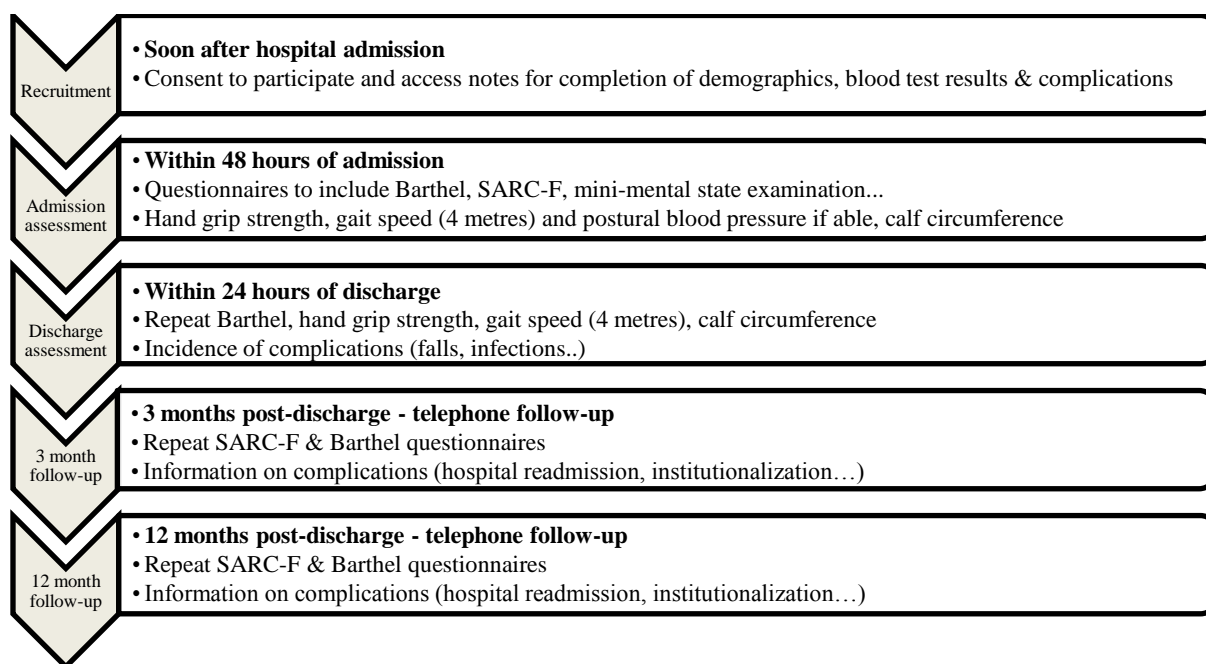 Recruitment
• Soon after hospital admission
• Consent to participate and access notes for completion of demographics, blood test results & complications
Admission
assessment
• Within 48 hours of admission
• Questionnaires to include Barthel, SARC-F, mini-mental state examination...
• Hand grip strength, gait speed (4 metres) and postural blood pressure if able, calf circumference
Discharge
assessment
• Within 24 hours of discharge
• Repeat Barthel, hand grip strength, gait speed (4 metres), calf circumference
• Incidence of complications (falls, infections..)
3 month
follow-up
• 3 months post-discharge - telephone follow-up
• Repeat SARC-F & Barthel questionnaires
• Information on complications (hospital readmission, institutionalization…)
12 month
follow-up
• 12 months post-discharge - telephone follow-up
• Repeat SARC-F & Barthel questionnaires
• Information on complications (hospital readmission, institutionalization…)